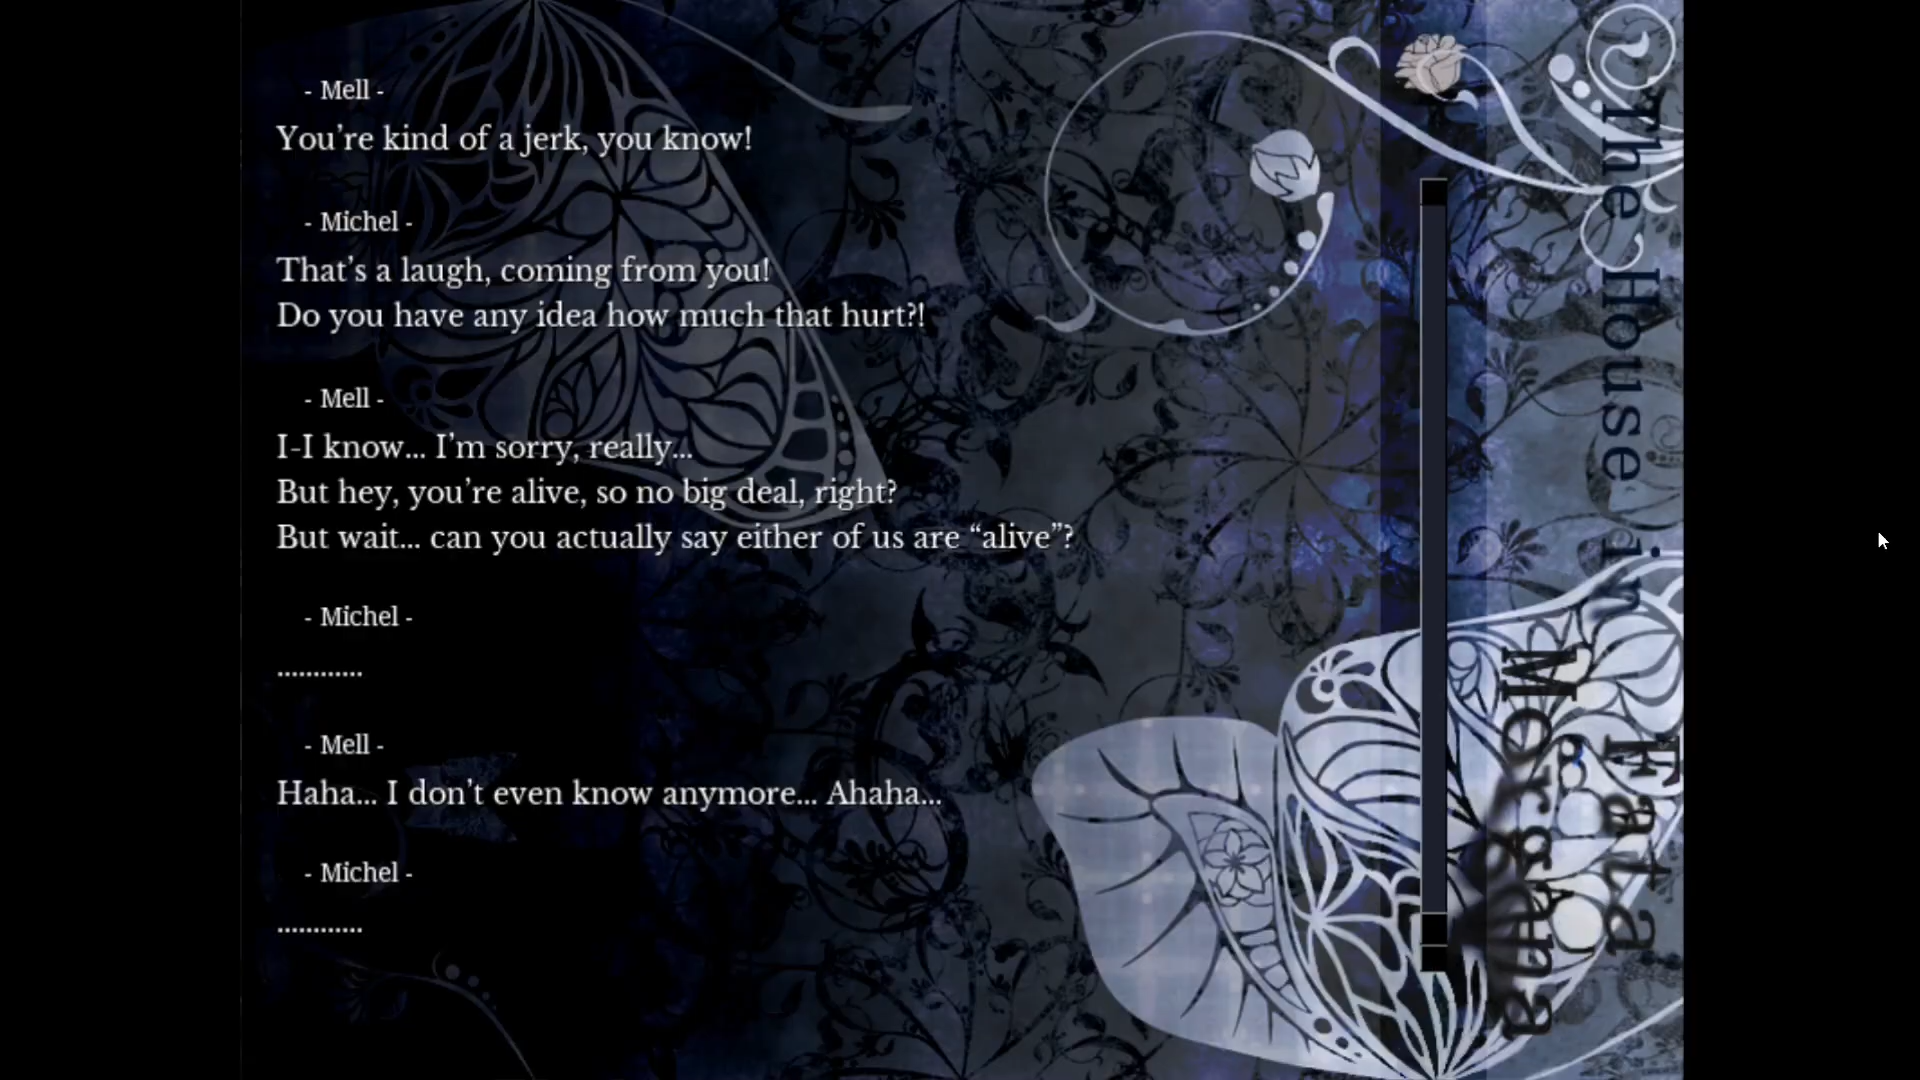 - Mell -
You’re kind of a jerk, you know!
- Michel -
That’s a laugh, coming from you!
Do you have any idea how much that hurt?!
- Mell -
I-I know... I’m sorry, really...
But hey, you’re alive, so no big deal, right?
But wait... can you actually say either of us are “alive”?
- Michel -
............
- Mell -
Haha... I don’t even know anymore... Ahaha...
- Michel -
............
The House in
Fata
Morgana